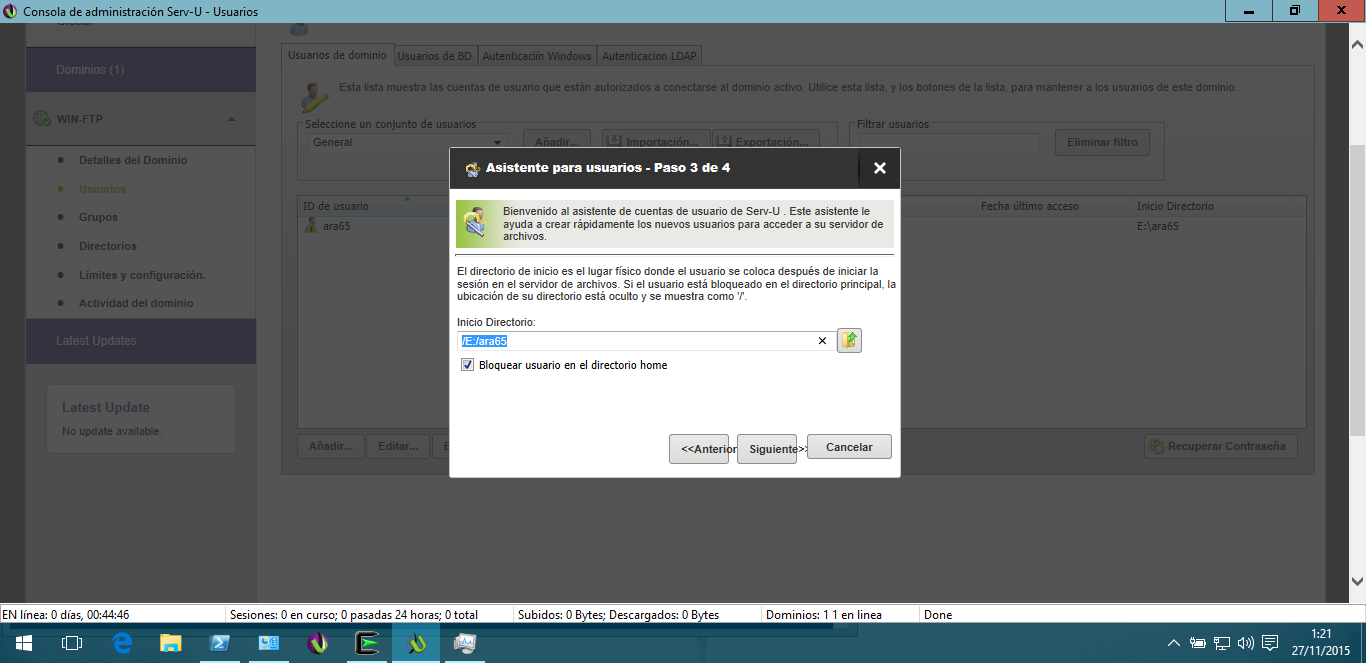 Consola de administración Serv-U - Usuarios
Global
Dominios (1)
WIN-FTP
Detalles del Dominio
Usuarios
Grupos
Directorios
Límites y configuración.
Actividad del dominio
Latest Updates
Latest Update
No update available.
Usuarios de dominio
Usuarios de BD
Autenticaciín Windows
Autenticacion LDAP
Esta lista muestra las cuentas de usuario que están autorizados a conectarse al dominio activo. Utilice esta lista, y los botones de la lista, para mantener a los usuarios de este dominio.
Seleccione un conjunto de usuarios
General
Añadir...
Importación...
Exportación...
Filtrar usuarios
Eliminar filtro
ID de usuario
Fecha último acceso
Inicio Directorio
ara65
E:\ara65
Asistente para usuarios - Paso 3 de 4
Bienvenido al asistente de cuentas de usuario de Serv-U . Este asistente le
ayuda a crear rápidamente los nuevos usuarios para acceder a su servidor de
archivos.
El directorio de inicio es el lugar físico donde el usuario se coloca después de iniciar la
sesión en el servidor de archivos. Si el usuario está bloqueado en el directorio principal, la
ubicación de su directorio está oculto y se muestra como '/'.
Inicio Directorio:
/E:/ara65
Bloquear usuario en el directorio home
<<Anterior
Siguiente>>
Cancelar
Añadir...
Editar...
E
Recuperar Contraseña
EN línea: 0 días, 00:44:46
Sesiones: 0 en curso; 0 pasadas 24 horas; 0 total
Subidos: 0 Bytes; Descargados: 0 Bytes
Dominios: 1 1 en linea
Done
1:21
27/11/2015